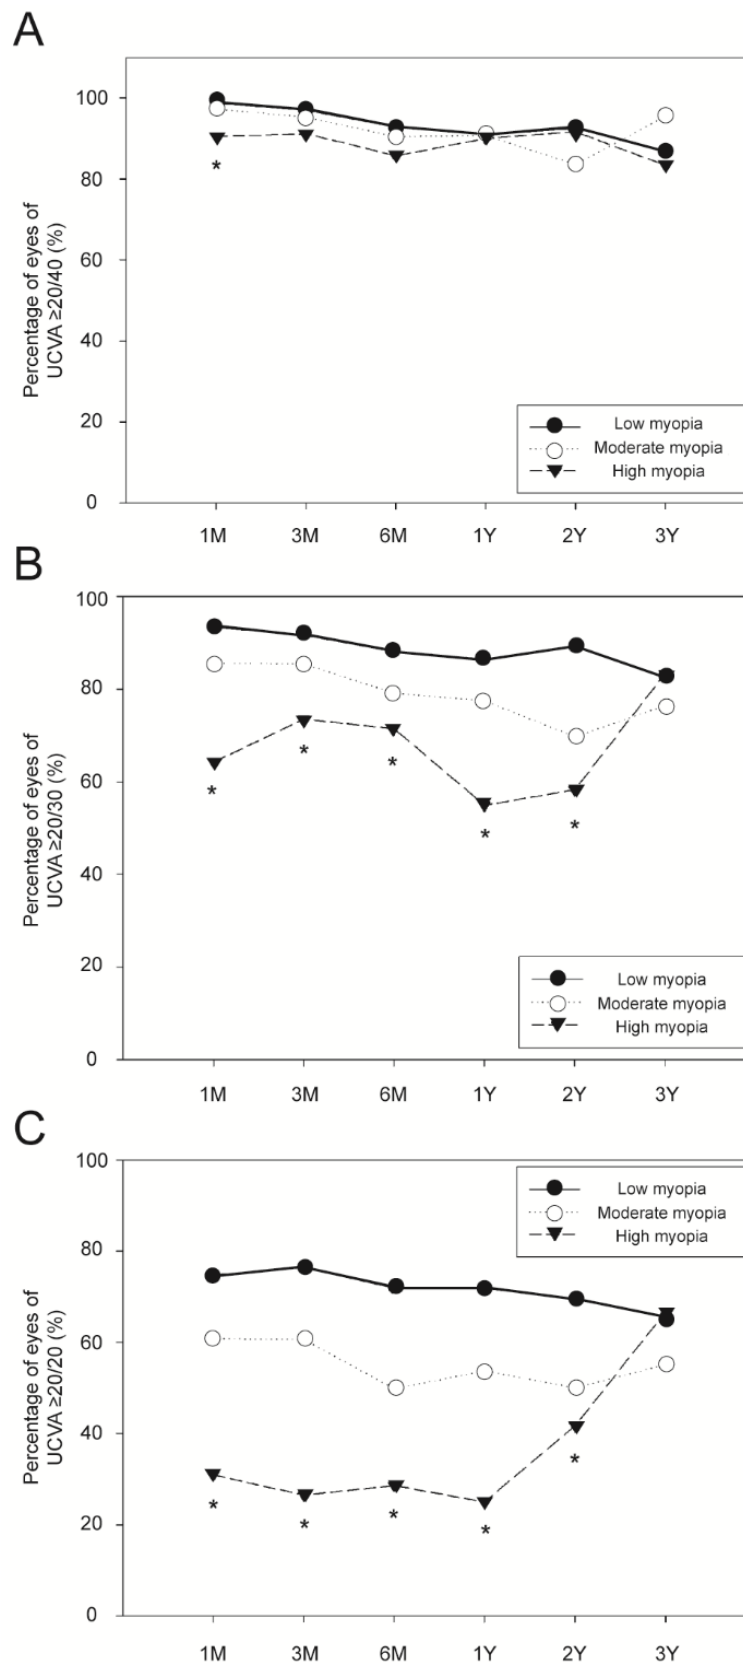 A
Percentage of eyes of
UCVA ≥20/40 (%)
100
80
60
40
20
0
*
Low myopia
Moderate myopia
High myopia
1M 3M 6M 1Y 2Y 3Y
B
Percentage of eyes of
UCVA ≥20/30 (%)
100
80
60
40
20
0
* * * * *
Low myopia
Moderate myopia
High myopia
1M 3M 6M 1Y 2Y 3Y
C
Percentage of eyes of
UCVA ≥20/20 (%)
100
80
60
40
20
0
Low myopia
Moderate myopia
High myopia
* * * * *
1M 3M 6M 1Y 2Y 3Y